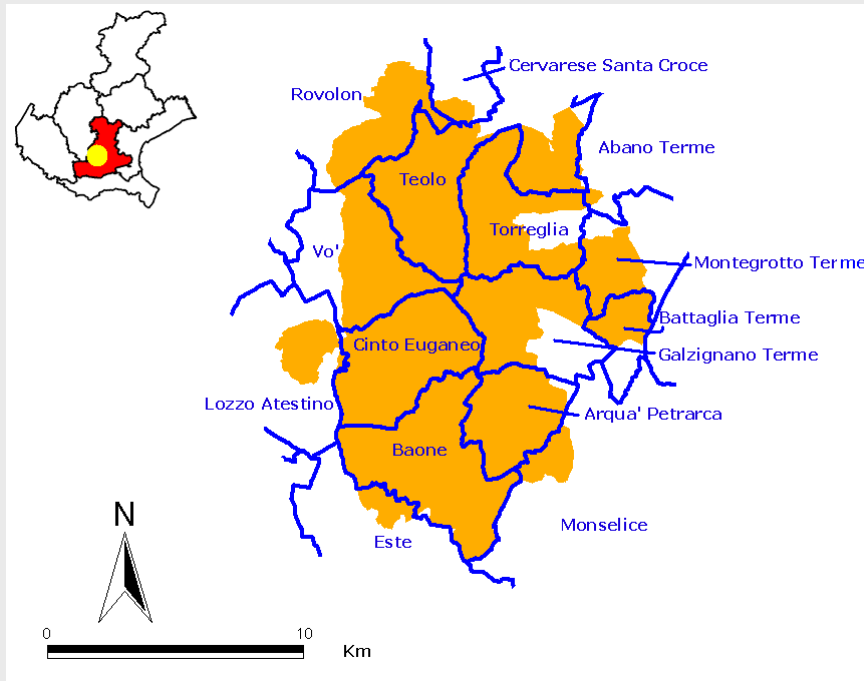 Cervarese Santa Croce
Rovolon
Abano Terme
Teolo
Torreglia
Vo'
Montegrotto Terme
Battaglia Terme
Cinto Euganeo
Galzignano Terme
Lozzo Atestino
Arqua' Petrarca
Baone
N
Monselice
Este
0 10
Km